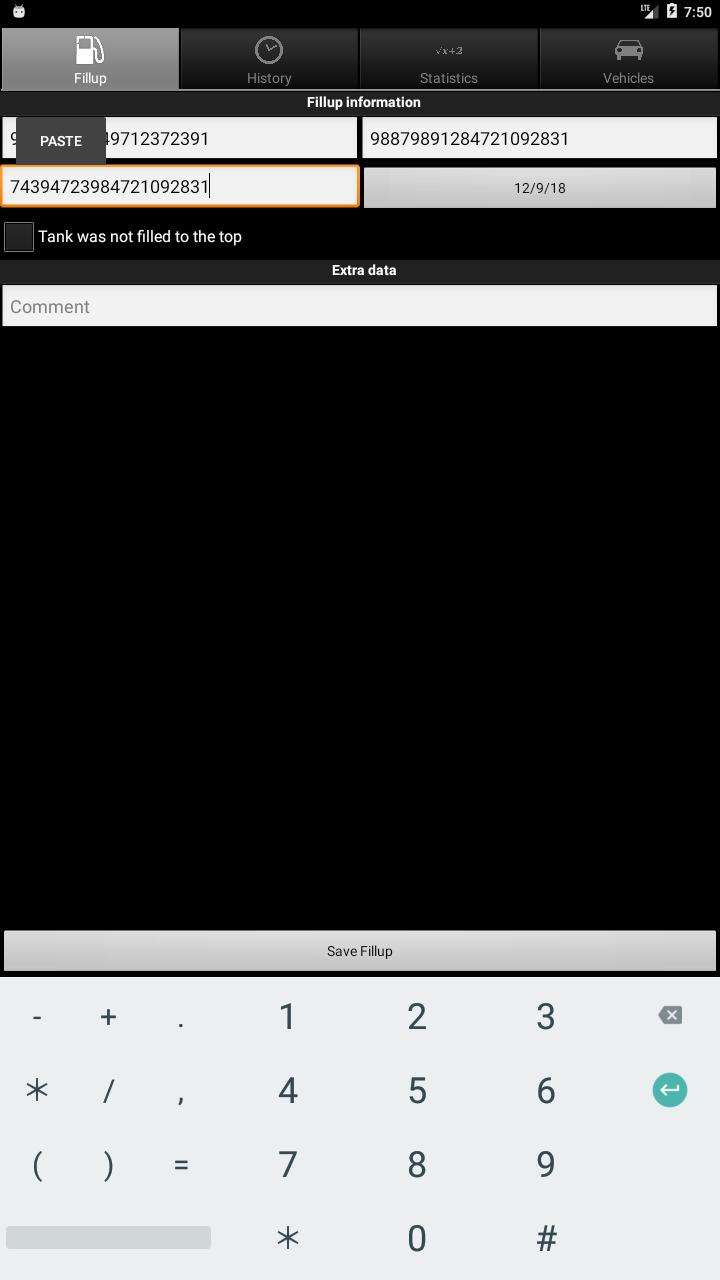 LTE 7:50
Fillup History √x+2 Statistics Vehicles
Fillup information
PASTE 49712372391 98879891284721092831
74394723984721092831 12/9/18
Tank was not filled to the top
Extra data
Comment
Save Fillup
- + . 1 2 3
* / , 4 5 6
( ) = 7 8 9
* 0 #